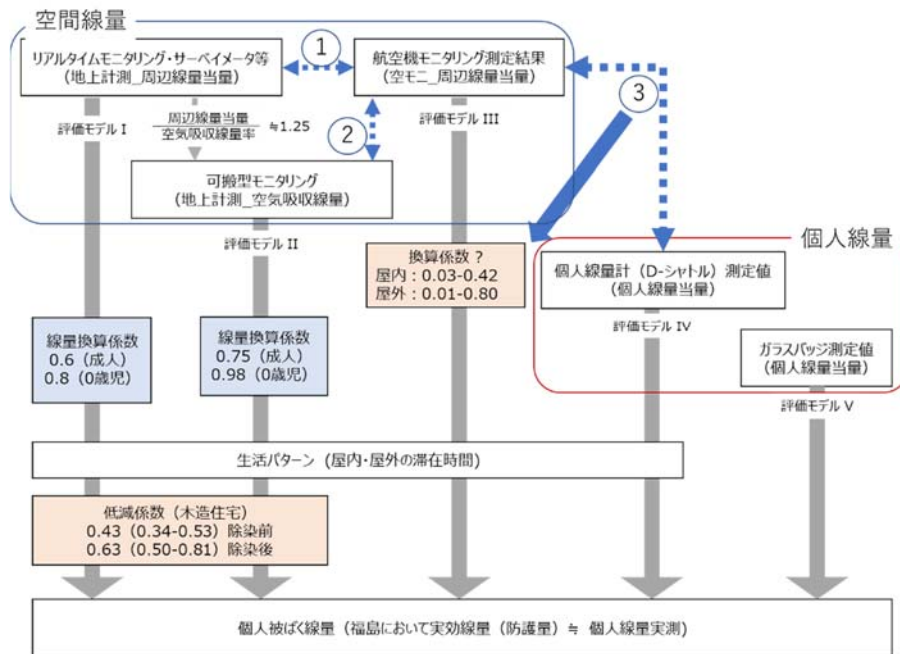 空間線量
リアルタイムモニタリング・サーベイメータ等
(地上計測_周辺線量当量)
1
航空機モニタリング測定結果
(空モニ_周辺線量当量)
3
評価モデル I
周辺線量当量
空気吸収線量率
≒1.25
2
評価モデル III
可搬型モニタリング
(地上計測_空気吸収線量)
評価モデル II
個人線量
換算係数 ?
屋内：0.03-0.42
屋外：0.01-0.80
個人線量計（D-シャトル）測定値
(個人線量当量)
評価モデル IV
線量換算係数
0.6（成人）
0.8（0歳児）
線量換算係数
0.75（成人）
0.98（0歳児）
ガラスバッジ測定値
(個人線量当量)
評価モデル V
生活パターン (屋内・屋外の滞在時間)
低減係数（木造住宅）
0.43（0.34-0.53）除染前
0.63（0.50-0.81）除染後
個人被ばく線量（福島において実効線量（防護量）≒ 個人線量実測）